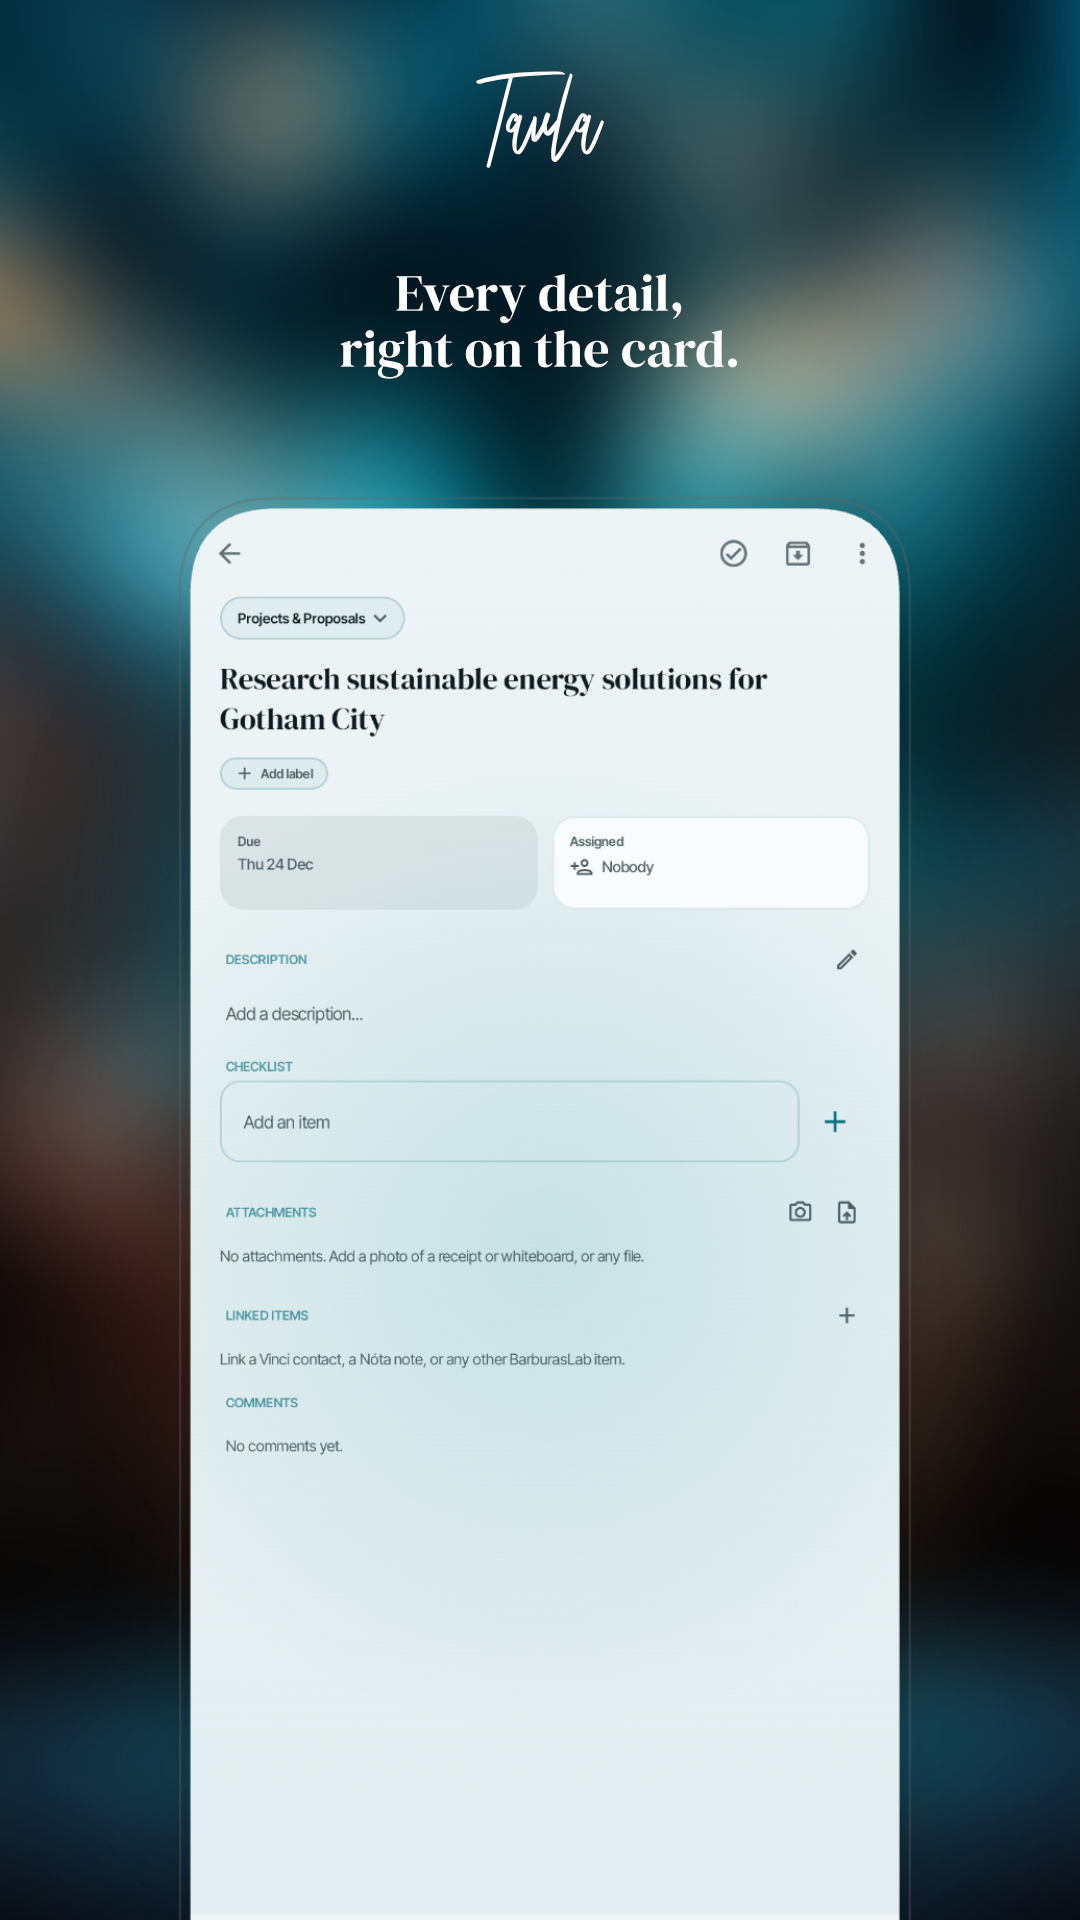 Taula
Every detail,
right on the card.
Projects & Proposals
Research sustainable energy solutions for
Gotham City
Add label
Due
Thu 24 Dec
Assigned
Nobody
DESCRIPTION
Add a description...
CHECKLIST
Add an item
ATTACHMENTS
No attachments. Add a photo of a receipt or whiteboard, or any file.
LINKED ITEMS
Link a Vinci contact, a Nóta note, or any other BarburasLab item.
COMMENTS
No comments yet.